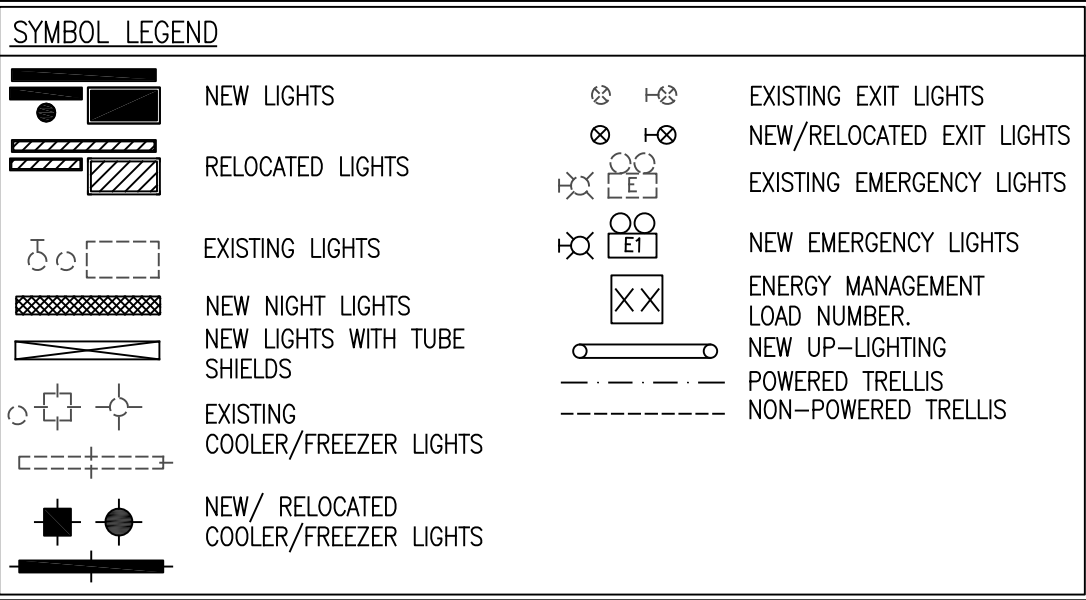 SYMBOL LEGEND
NEW LIGHTS
RELOCATED LIGHTS
EXISTING LIGHTS
NEW NIGHT LIGHTS
NEW LIGHTS WITH TUBE
SHIELDS
EXISTING
COOLER/FREEZER LIGHTS
NEW/ RELOCATED
COOLER/FREEZER LIGHTS
EXISTING EXIT LIGHTS
NEW/RELOCATED EXIT LIGHTS
E
EXISTING EMERGENCY LIGHTS
E1
NEW EMERGENCY LIGHTS
XX
ENERGY MANAGEMENT
LOAD NUMBER.
NEW UP-LIGHTING
POWERED TRELLIS
NON-POWERED TRELLIS